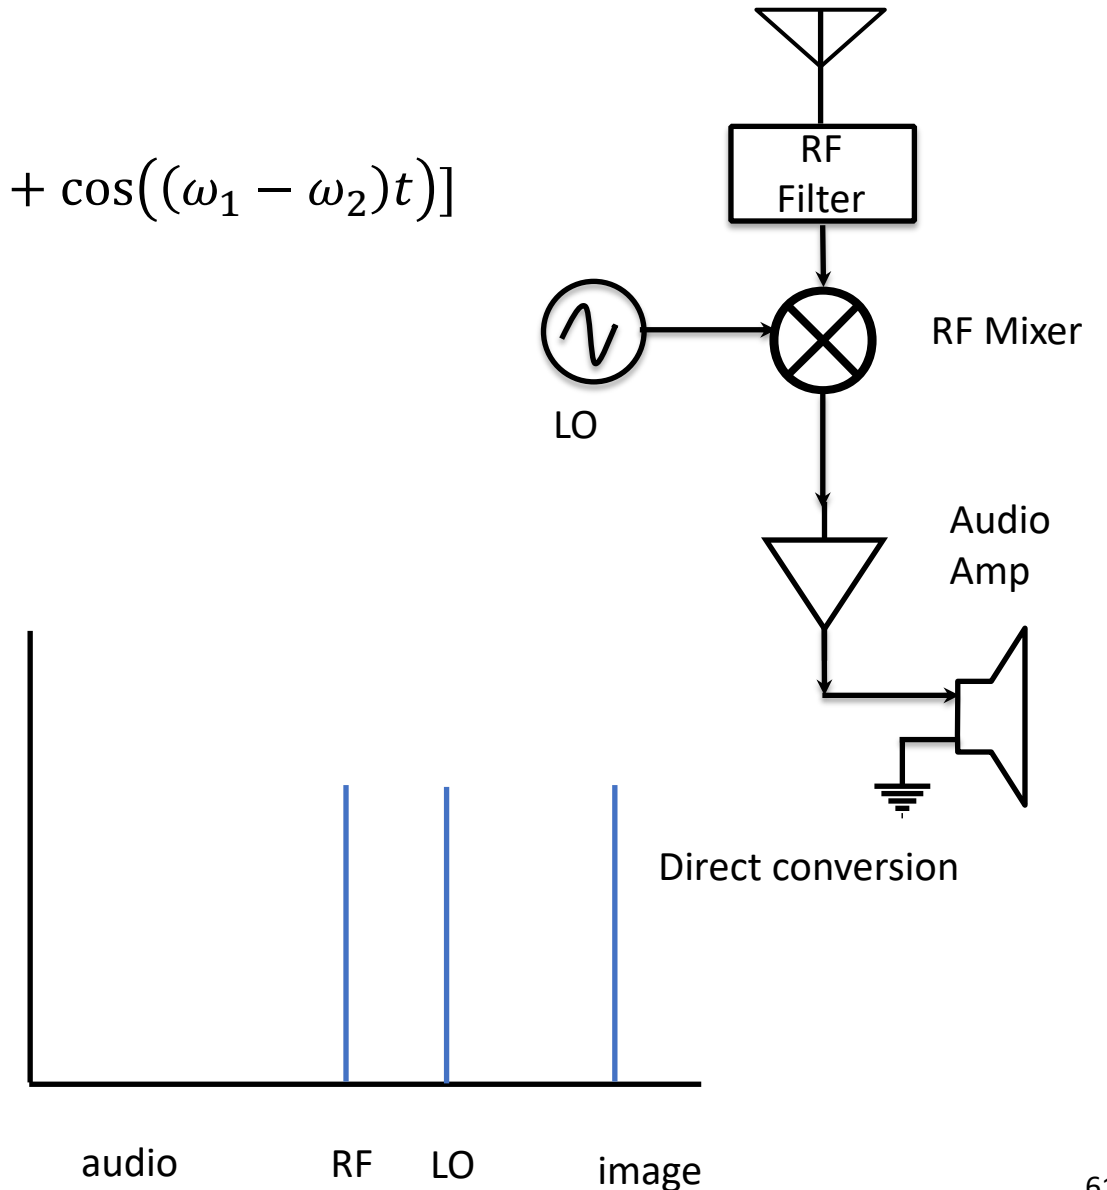 RF
Filter
+ cos((ω₁ − ω₂)t)]
RF Mixer
LO
Audio
Amp
Direct conversion
audio RF LO image